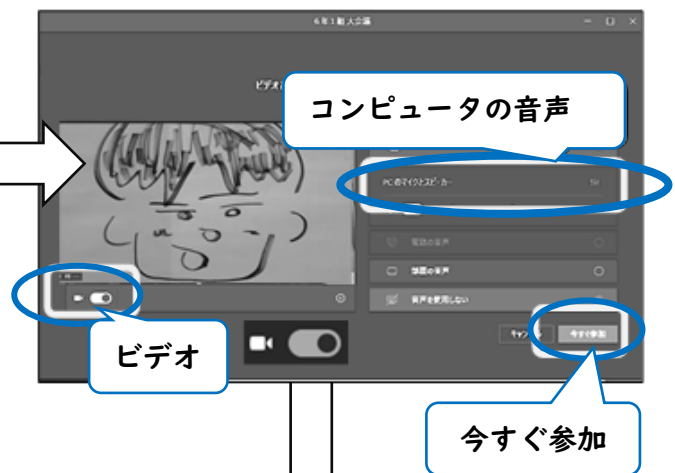 6年1組大会議
コンピュータの音声
PCのマイクとスピーカー
電話の音声
部屋の音声
音声を使用しない
ビデオ
今すぐ参加
今すぐ参加